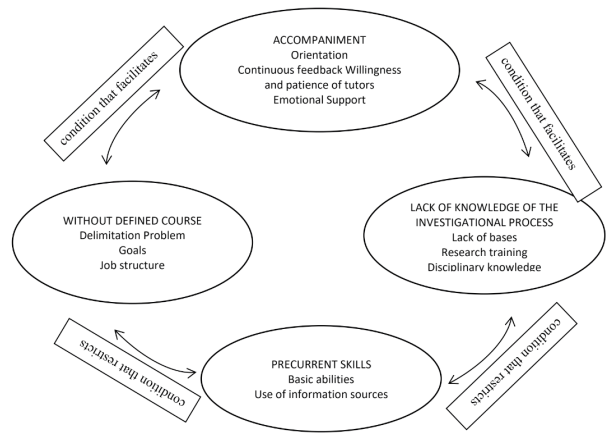 ACCOMPANIMENT
Orientation
Continuous feedback Willingness
and patience of tutors
Emotional Support
condition that facilitates
condition that facilitates
WITHOUT DEFINED COURSE
Delimitation Problem
Goals
Job structure
LACK OF KNOWLEDGE OF THE
INVESTIGATIONAL PROCESS
Lack of bases
Research training
Disciplinary knowledge
condition that restricts
condition that restricts
PRECURRENT SKILLS
Basic abilities
Use of information sources